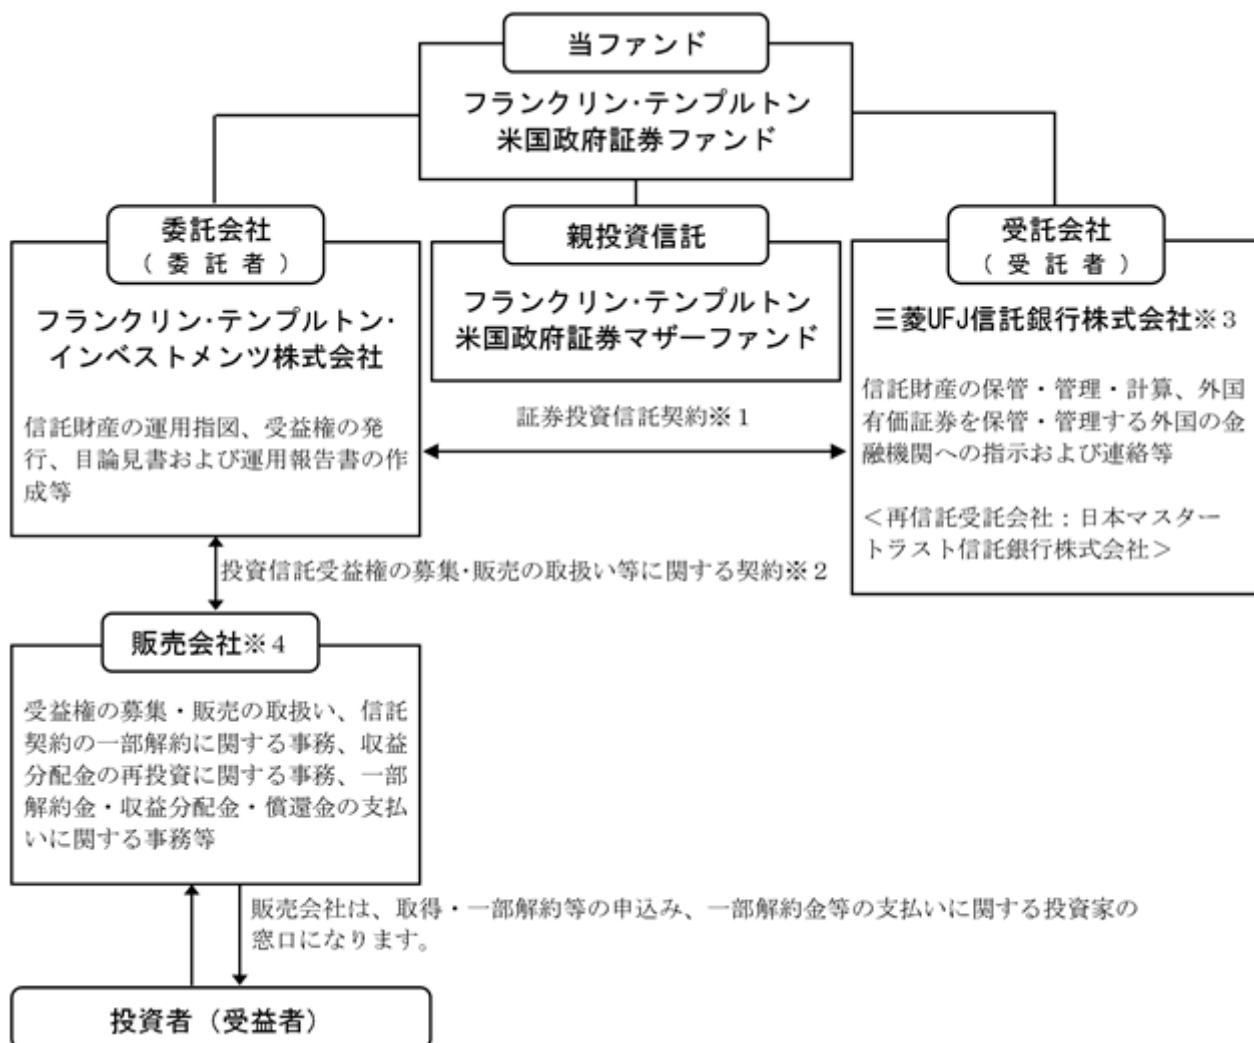 当ファンド
フランクリン･テンプルトン
米国政府証券ファンド
委託会社
（ 委 託 者 ）
フランクリン･テンプルトン･
インベストメンツ株式会社
信託財産の運用指図、受益権の発
行、目論見書および運用報告書の作
成等
親投資信託
フランクリン･テンプルトン
米国政府証券マザーファンド
証券投資信託契約※１
受託会社
（ 受 託 者 ）
三菱UFJ信託銀行株式会社※３
信託財産の保管・管理・計算、外国
有価証券を保管・管理する外国の金
融機関への指示および連絡等
＜再信託受託会社：日本マスター
トラスト信託銀行株式会社＞
投資信託受益権の募集･販売の取扱い等に関する契約※２
販売会社※４
受益権の募集・販売の取扱い、信託
契約の一部解約に関する事務、収益
分配金の再投資に関する事務、一部
解約金・収益分配金・償還金の支払
いに関する事務等
販売会社は、取得・一部解約等の申込み、一部解約金等の支払いに関する投資家の
窓口になります。
投資者（受益者）